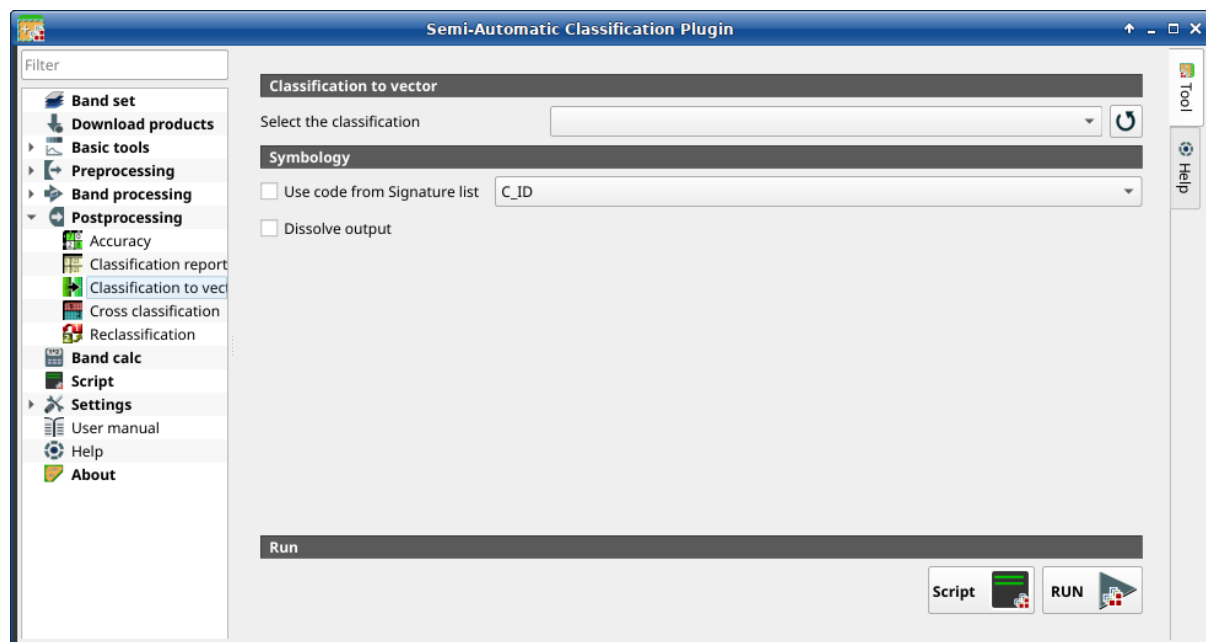 Semi-Automatic Classification Plugin
Filter
Band set
Download products
Basic tools
Preprocessing
Band processing
Postprocessing
Accuracy
Classification report
Classification to vect
Cross classification
Reclassification
Band calc
Script
Settings
User manual
Help
About
Classification to vector
Select the classification
Symbology
Use code from Signature list C_ID
Dissolve output
Run
Script RUN
Tool
Help